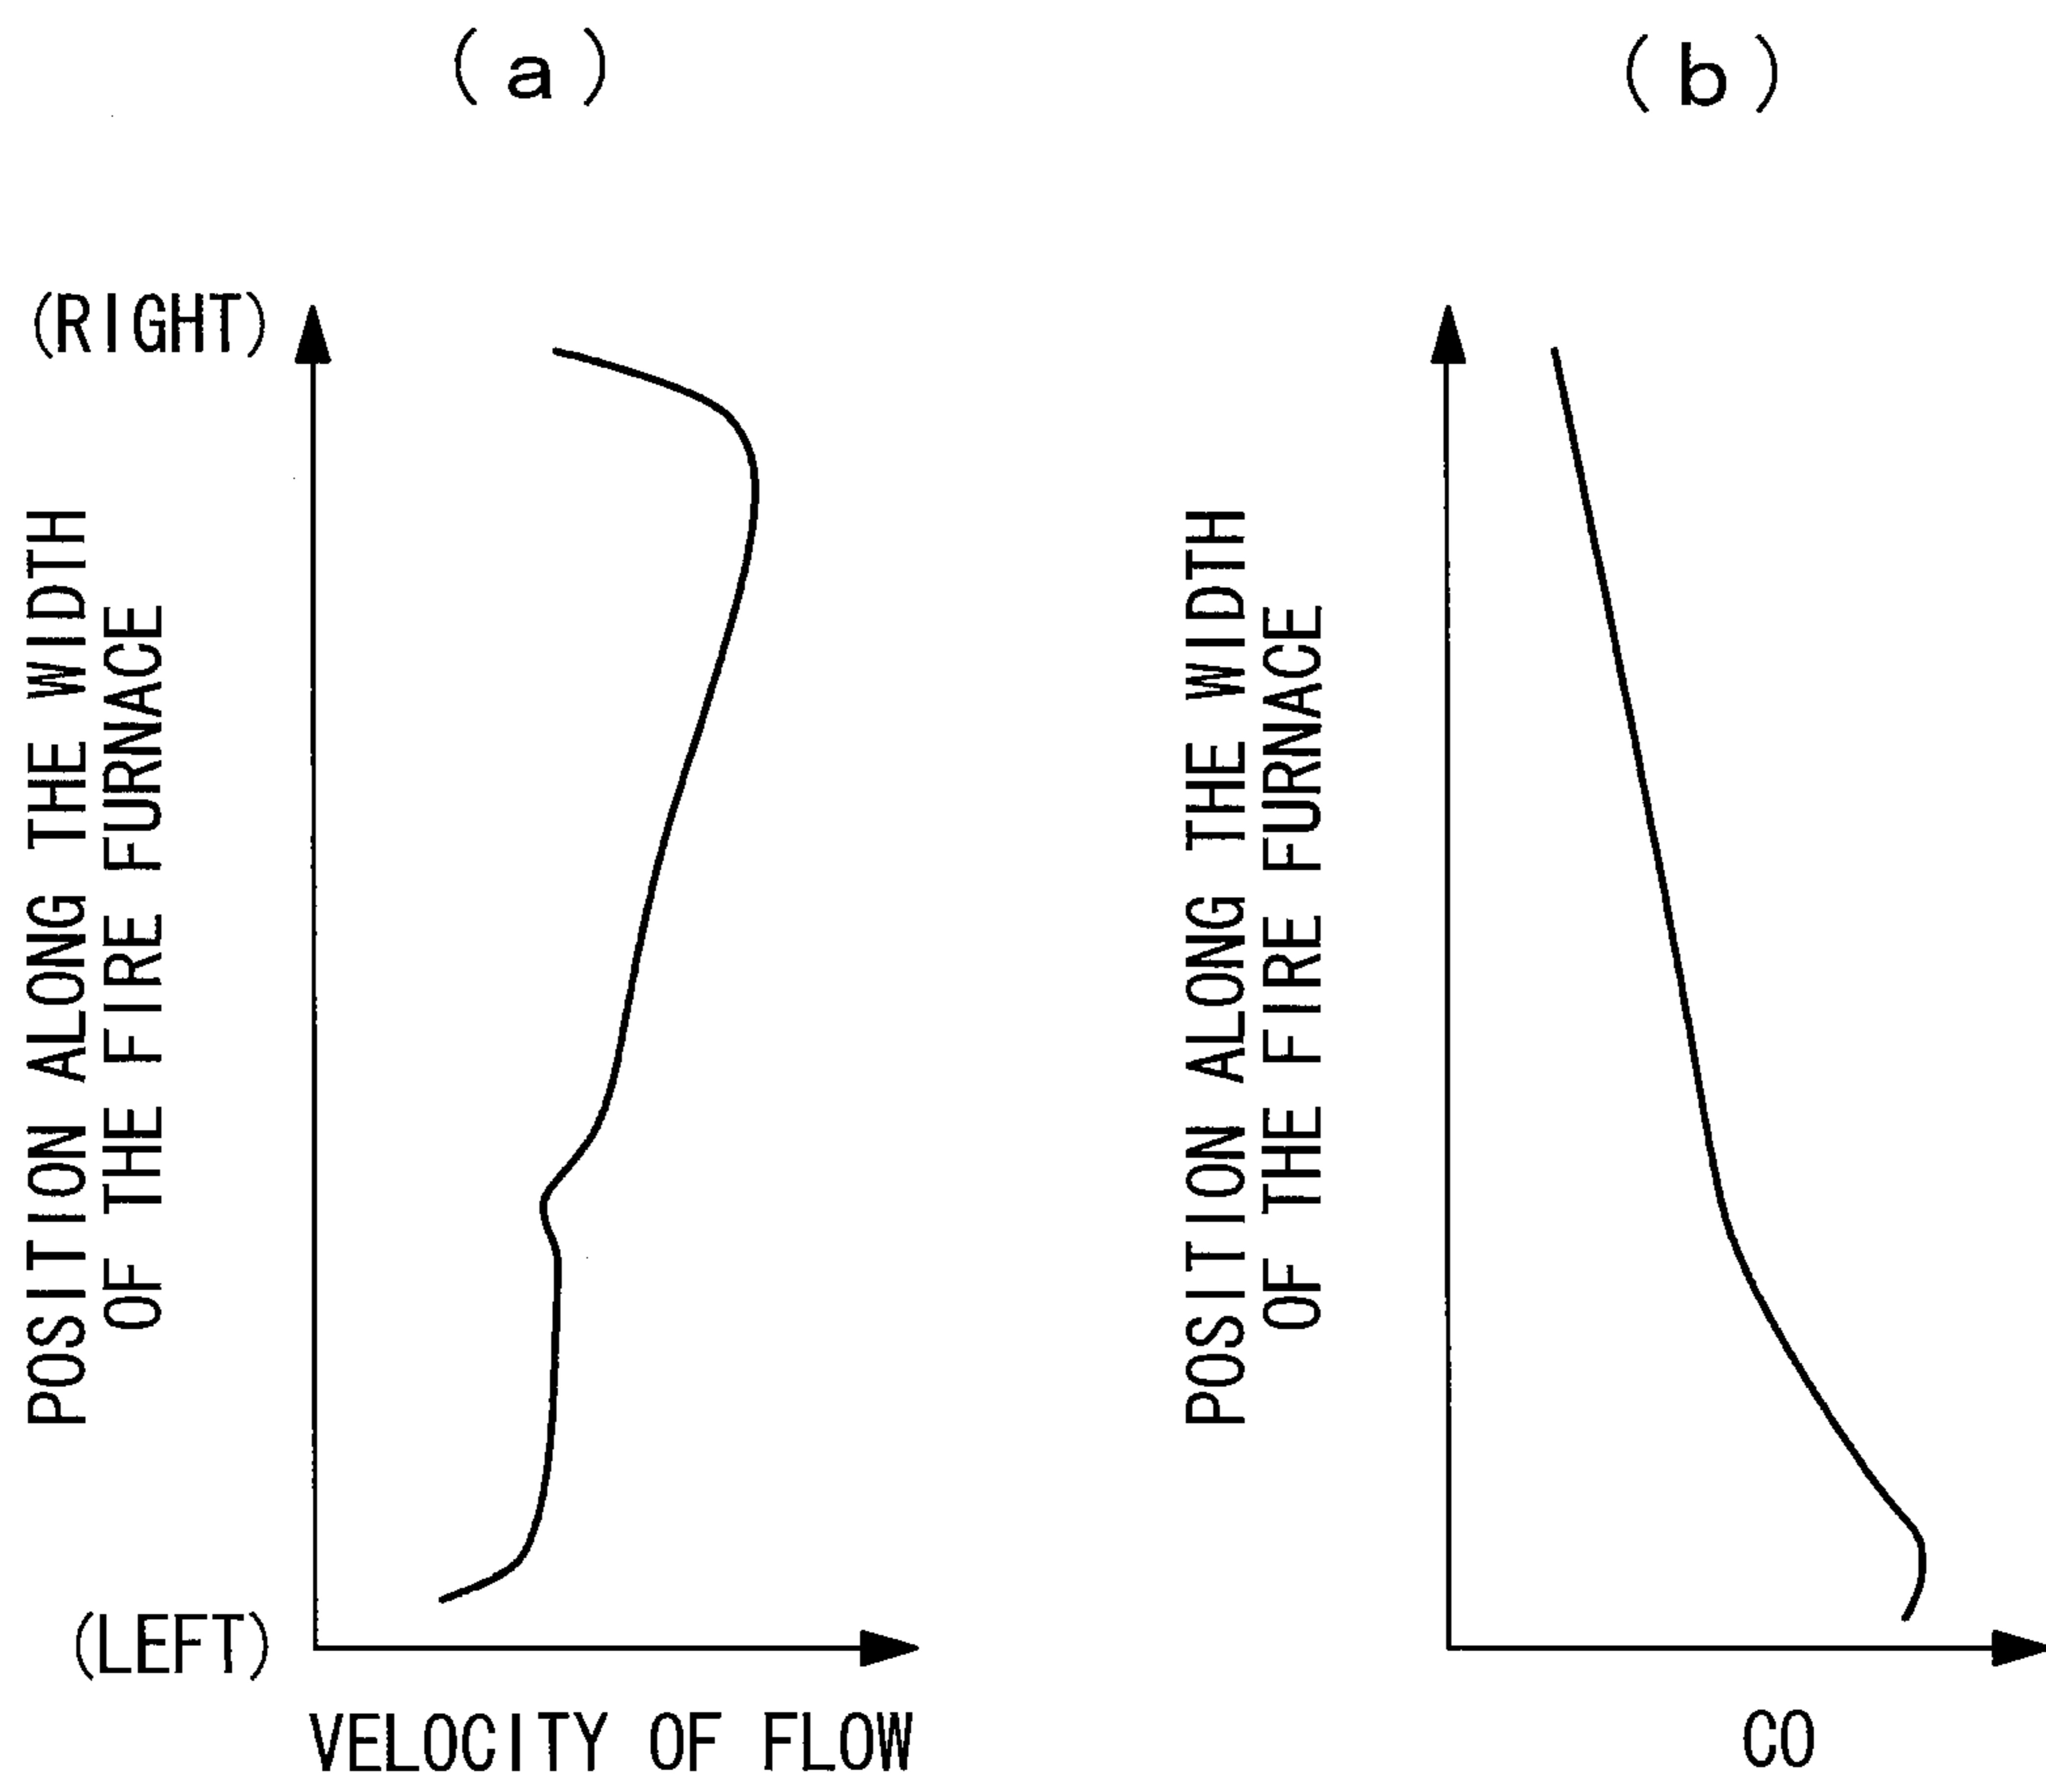 (a)
(RIGHT)
POSITION ALONG THE WIDTH
OF THE FIRE FURNACE
(LEFT)
VELOCITY OF FLOW
(b)
POSITION ALONG THE WIDTH
OF THE FIRE FURNACE
CO